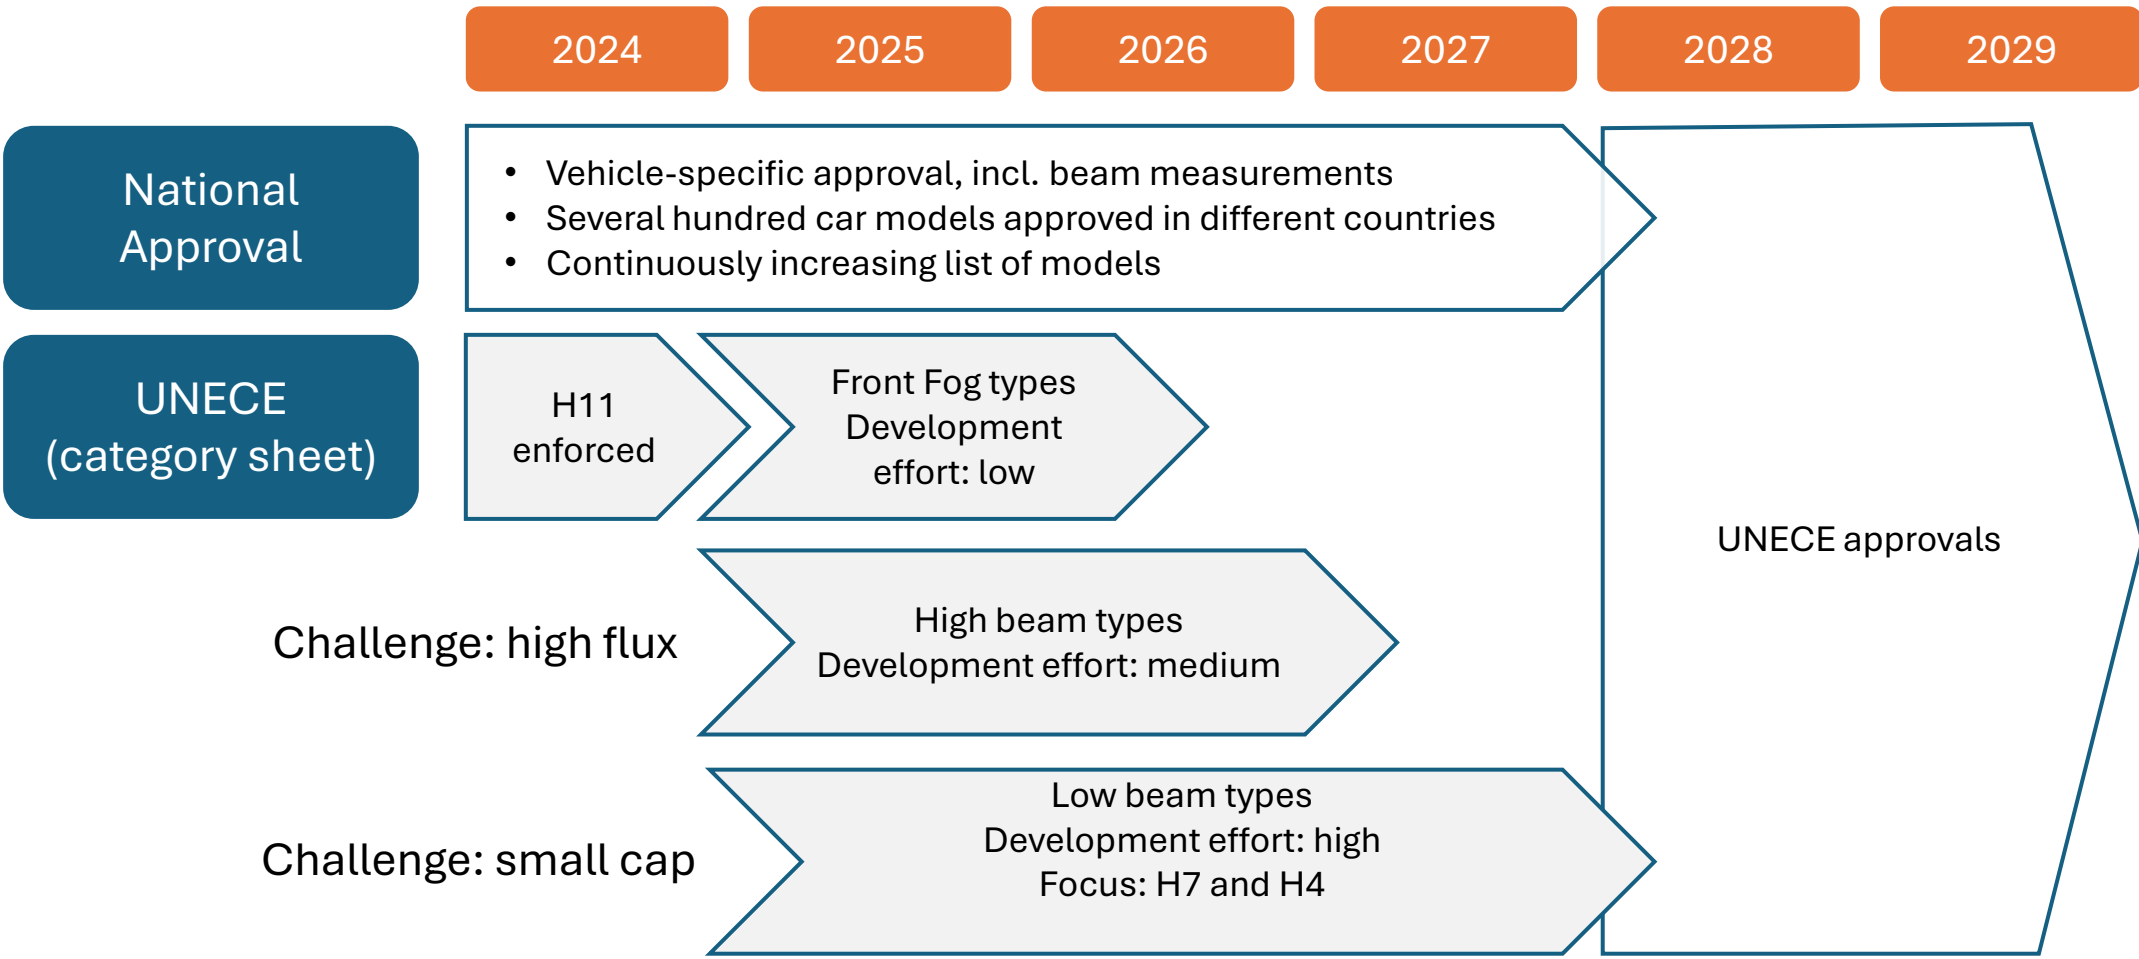 2024
2025
2026
2027
2028
2029
National
Approval
• Vehicle-specific approval, incl. beam measurements
• Several hundred car models approved in different countries
• Continuously increasing list of models
UNECE
(category sheet)
H11
enforced
Front Fog types
Development
effort: low
UNECE approvals
Challenge: high flux
High beam types
Development effort: medium
Challenge: small cap
Low beam types
Development effort: high
Focus: H7 and H4